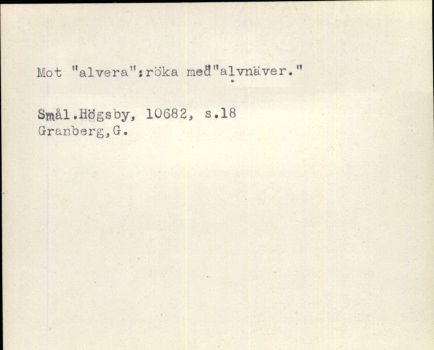 Mot "alvera";röka med"alvnäver."
Smål.Högsby, 10682, s.18
Granberg,G.